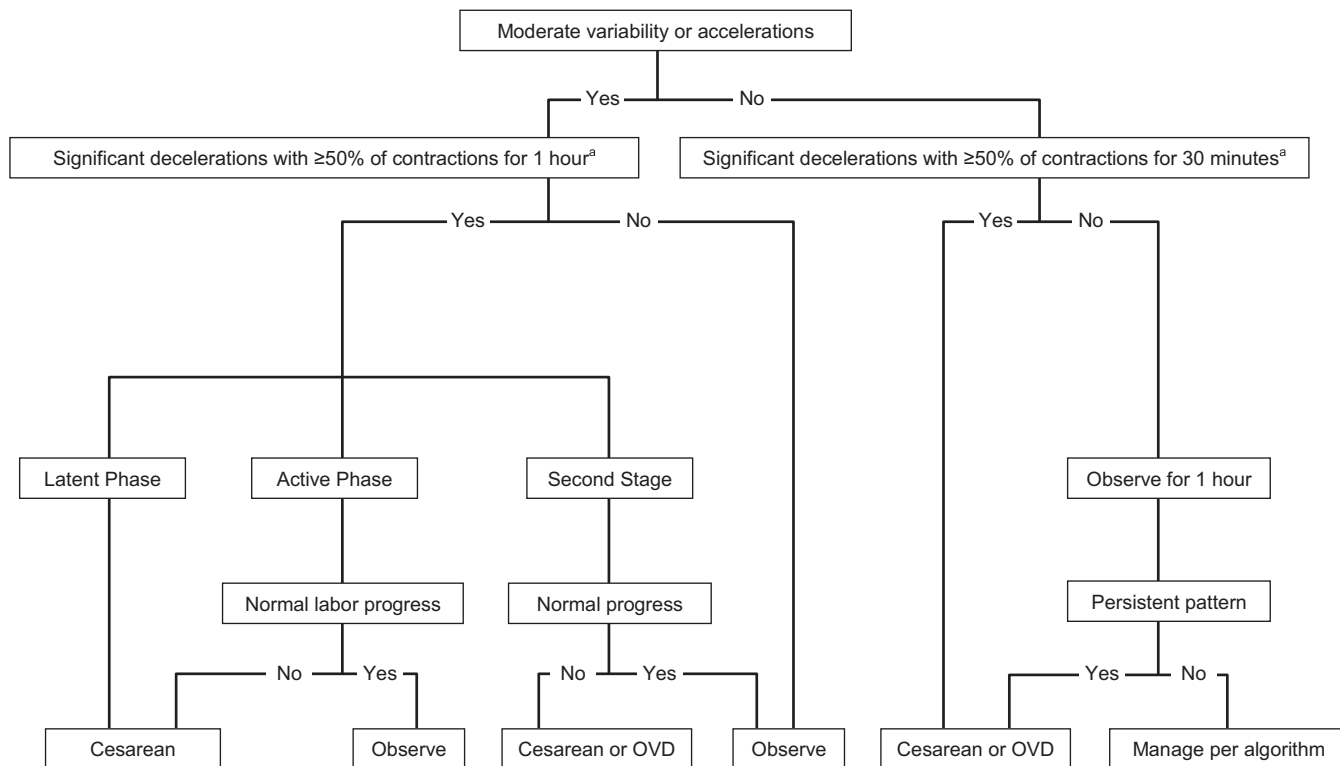 Moderate variability or accelerations
Yes No
Significant decelerations with ≥50% of contractions for 1 hourᵃ
Significant decelerations with ≥50% of contractions for 30 minutesᵃ
Yes No
Yes No
Latent Phase
Active Phase
Second Stage
Observe for 1 hour
Normal labor progress
Normal progress
Persistent pattern
No Yes
No Yes
Yes No
Cesarean
Observe
Cesarean or OVD
Observe
Cesarean or OVD
Manage per algorithm